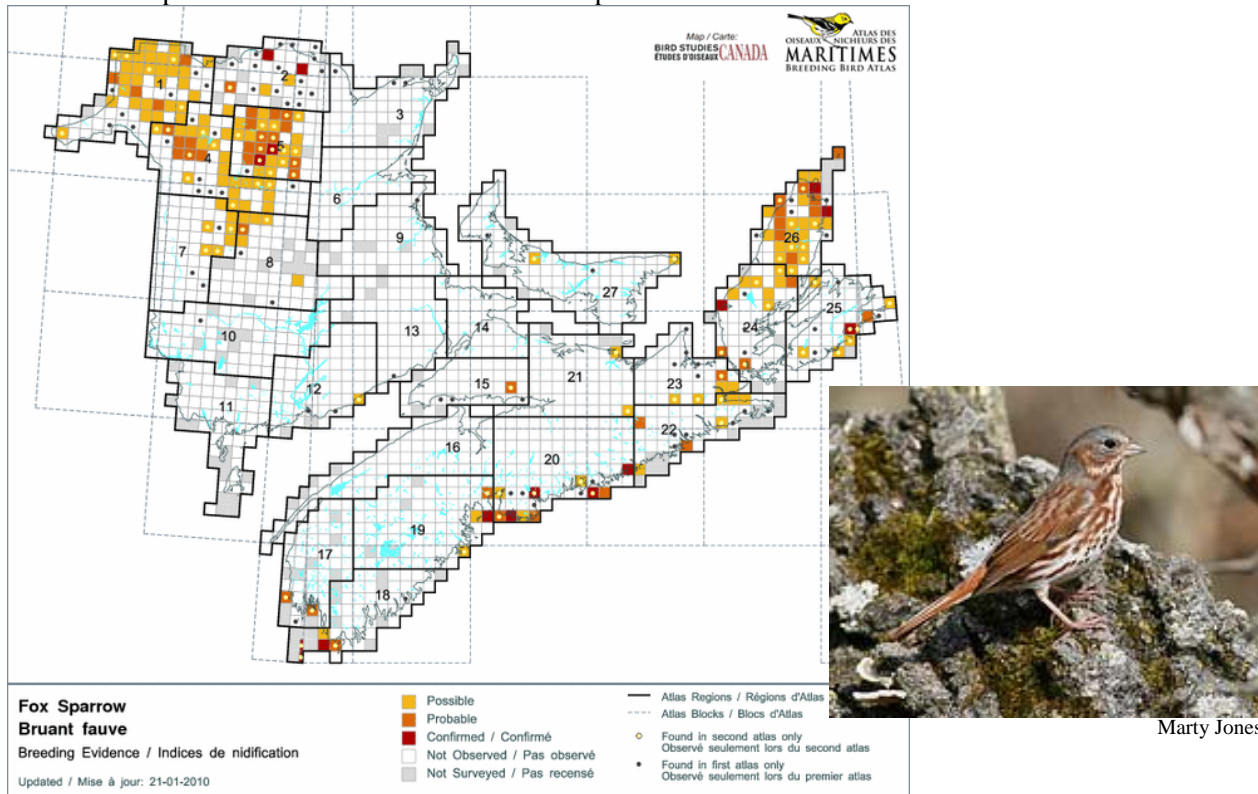 Map / Carte:
BIRD STUDIES
ÉTUDES D'OISEAUX CANADA
ATLAS DES
OISEAUX NICHEURS DES
MARITIMES
BREEDING BIRD ATLAS
1
2
3
4
5
6
7
8
9
10
11
12
13
14
15
16
17
18
19
20
21
22
23
24
25
26
27
Fox Sparrow
Bruant fauve
Breeding Evidence / Indices de nidification
Updated / Mise à jour: 21-01-2010
Possible
Probable
Confirmed / Confirmé
Not Observed / Pas observé
Not Surveyed / Pas recensé
Atlas Regions / Régions d'Atlas
Atlas Blocks / Blocs d'Atlas
Found in second atlas only
Observé seulement lors du second atlas
Found in first atlas only
Observé seulement lors du premier atlas
Marty Jones